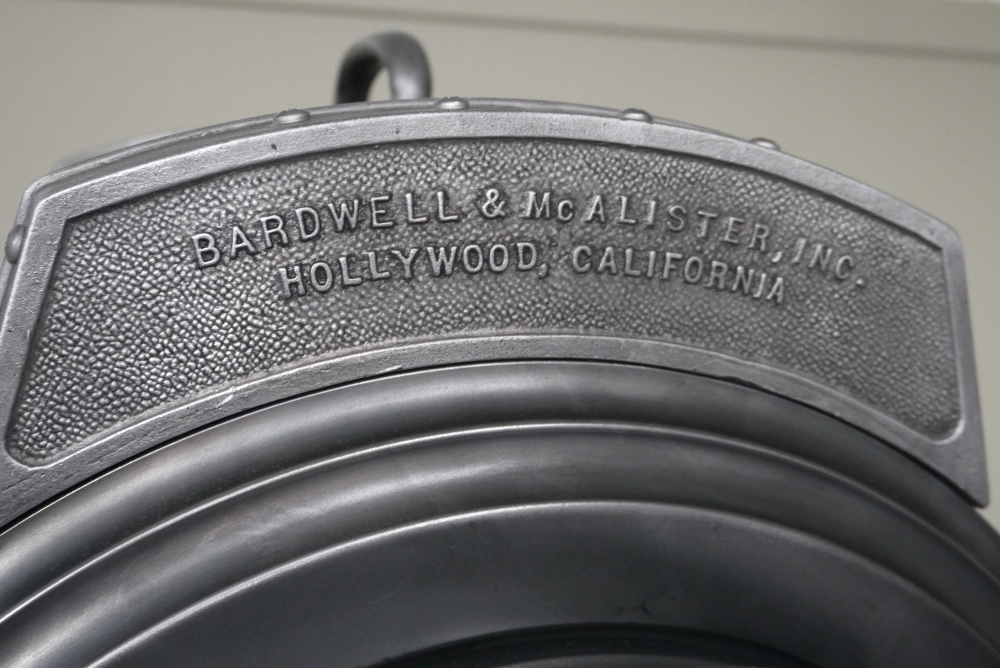 BARDWELL & McALISTER, INC.
HOLLYWOOD, CALIFORNIA